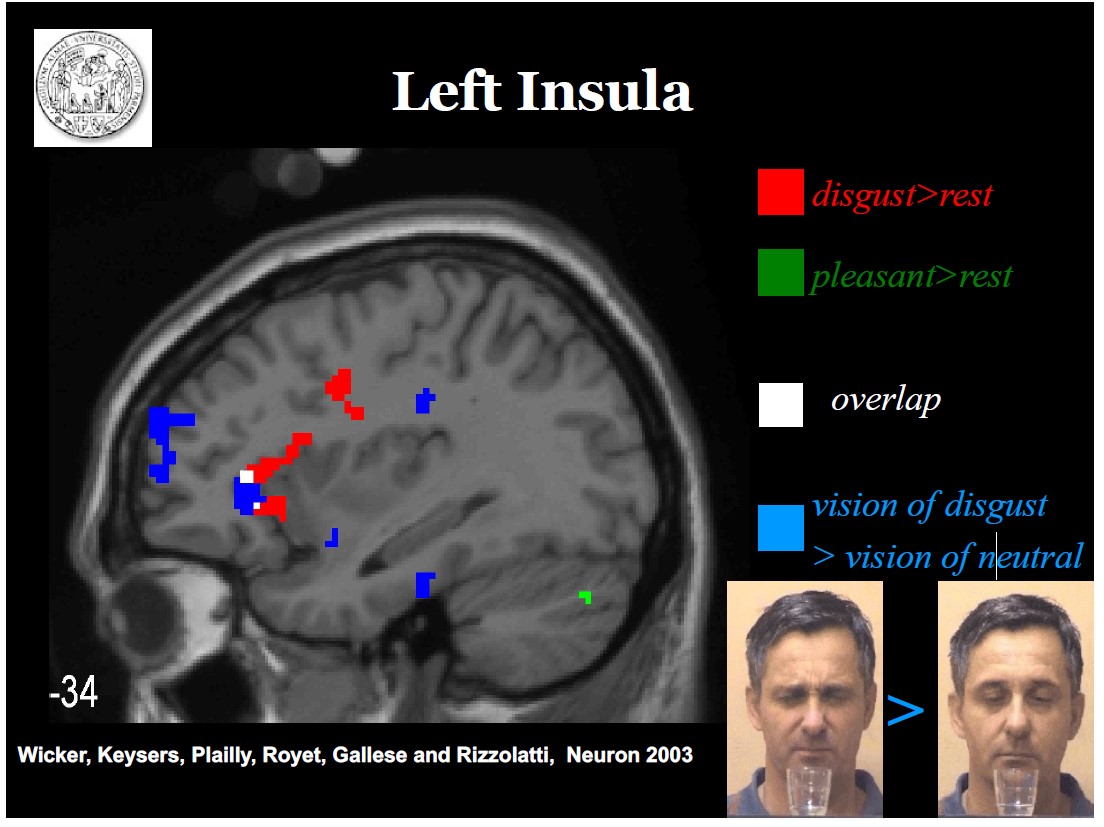 Left Insula
disgust>rest
pleasant>rest
overlap
vision of disgust
> vision of neutral
>
-34
Wicker, Keysers, Plailly, Royet, Gallese and Rizzolatti,  Neuron 2003